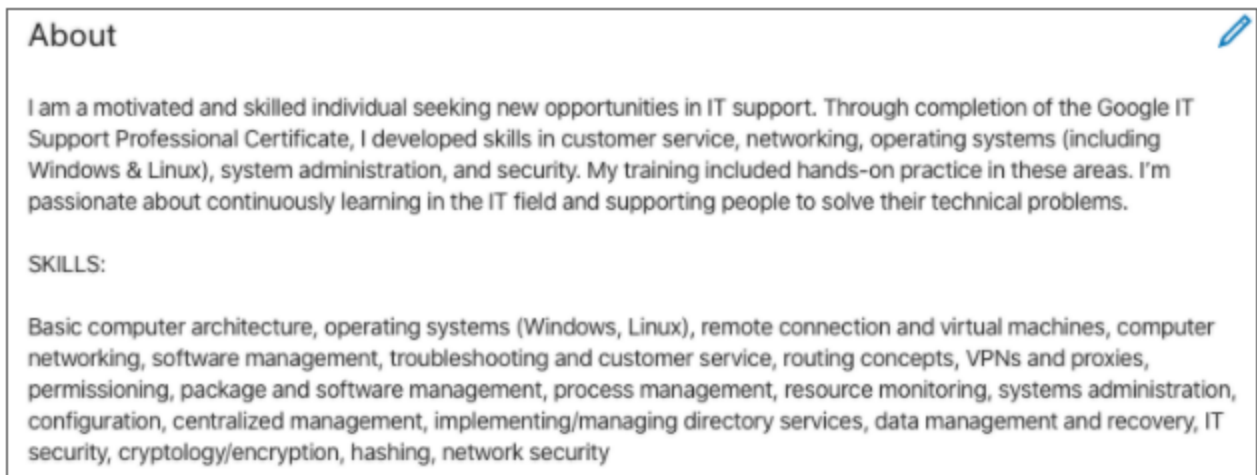 About
I am a motivated and skilled individual seeking new opportunities in IT support. Through completion of the Google IT
Support Professional Certificate, I developed skills in customer service, networking, operating systems (including
Windows & Linux), system administration, and security. My training included hands-on practice in these areas. I'm
passionate about continuously learning in the IT field and supporting people to solve their technical problems.
SKILLS:
Basic computer architecture, operating systems (Windows, Linux), remote connection and virtual machines, computer
networking, software management, troubleshooting and customer service, routing concepts, VPNs and proxies,
permissioning, package and software management, process management, resource monitoring, systems administration,
configuration, centralized management, implementing/managing directory services, data management and recovery, IT
security, cryptology/encryption, hashing, network security